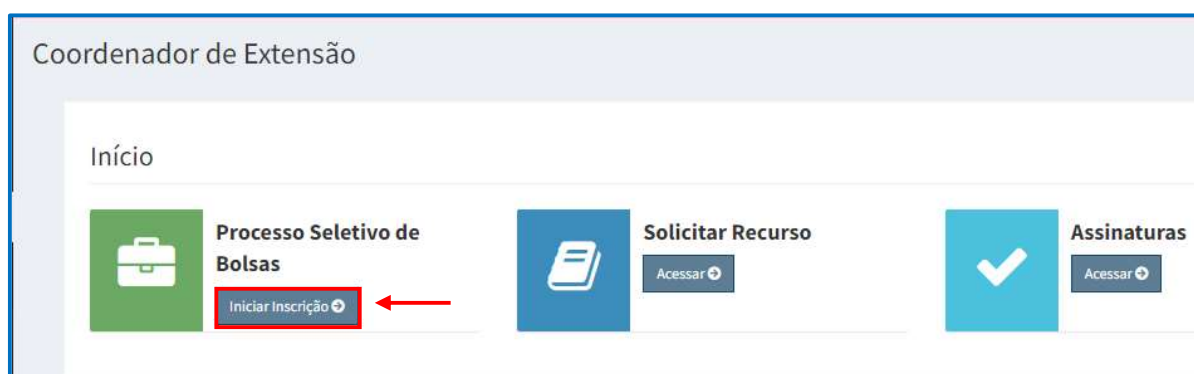 Coordenador de Extensão
Início
Processo Seletivo de
Bolsas
Iniciar Inscrição
Solicitar Recurso
Acessar
Assinaturas
Acessar